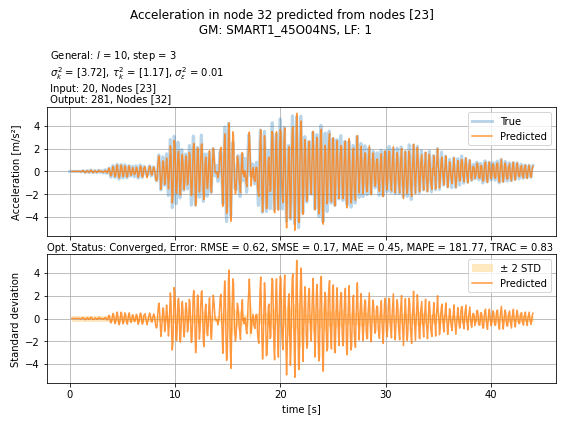 Acceleration in node 32 predicted from nodes [23]
GM: SMART1_45O04NS, LF: 1
General: l = 10, step = 3
σ²ₖ = [3.72], τ²ₖ = [1.17], σ²ε = 0.01
Input: 20, Nodes [23]
Output: 281, Nodes [32]
Acceleration [m/s²]
4
2
0
−2
−4
True
Predicted
Opt. Status: Converged, Error: RMSE = 0.62, SMSE = 0.17, MAE = 0.45, MAPE = 181.77, TRAC = 0.83
Standard deviation
4
2
0
−2
−4
± 2 STD
Predicted
0 10 20 30 40
time [s]